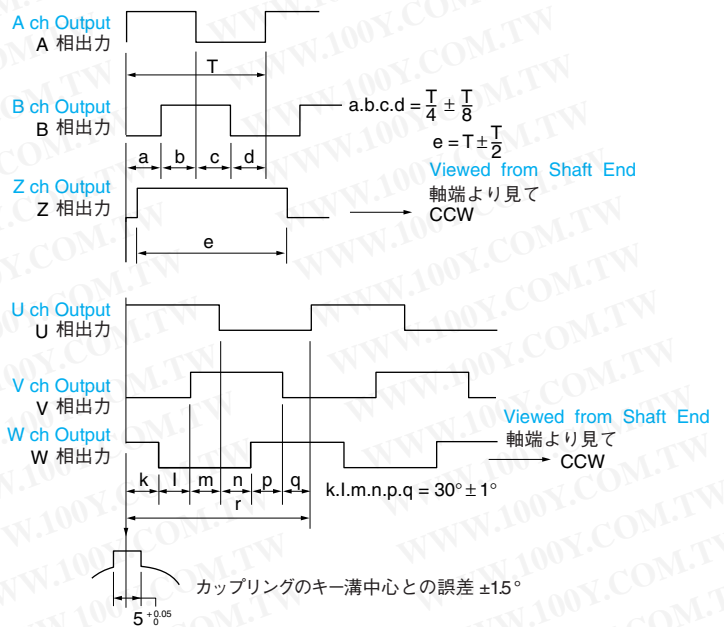 A ch Output
A 相出力
T
B ch Output
B 相出力
a.b.c.d = T/4 ± T/8
e = T ± T/2
a b c d
Viewed from Shaft End
軸端より見て
CCW
Z ch Output
Z 相出力
e
U ch Output
U 相出力
V ch Output
V 相出力
Viewed from Shaft End
軸端より見て
CCW
W ch Output
W 相出力
k l m n p q
k.l.m.n.p.q = 30° ± 1°
r
カップリングのキー溝中心との誤差 ±1.5°
5 +0.05 0
WWW.100Y.COM.TW